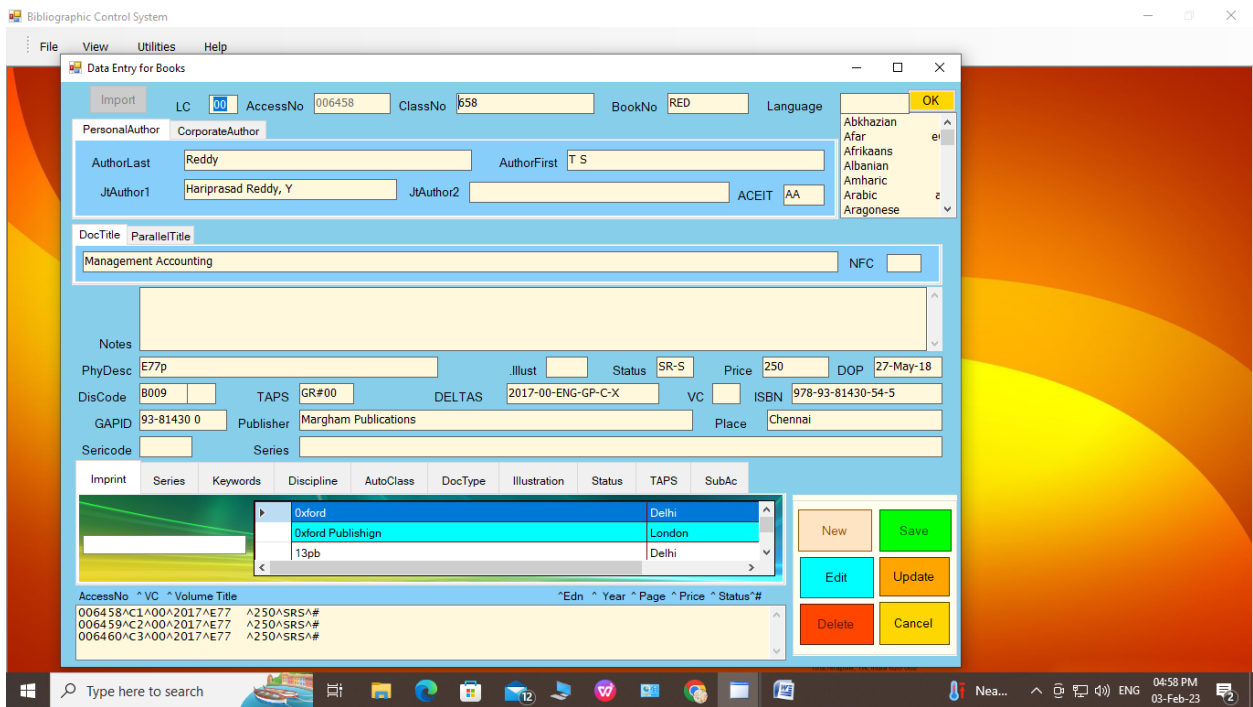 Bibliographic Control System
File View Utilities Help
Data Entry for Books
Import LC 00 AccessNo 006458 ClassNo 658 BookNo RED Language OK
Abkhazian
Afar
Afrikaans
Albanian
Amharic
Arabic
Aragonese
PersonalAuthor CorporateAuthor
AuthorLast Reddy AuthorFirst T S
JtAuthor1 Hariprasad Reddy, Y JtAuthor2 ACEIT AA
DocTitle ParallelTitle
Management Accounting NFC
Notes
PhyDesc E77p .Illust Status SR-S Price 250 DOP 27-May-18
DisCode B009 TAPS GR#00 DELTAS 2017-00-ENG-GP-C-X VC ISBN 978-93-81430-54-5
GAPID 93-81430 0 Publisher Margham Publications Place Chennai
Sericode Series
Imprint Series Keywords Discipline AutoClass DocType Illustration Status TAPS SubAc
0xford Delhi
0xford Publishign London
13pb Delhi
New Save
Edit Update
Delete Cancel
AccessNo ^ VC ^ Volume Title ^Edn ^ Year ^ Page ^ Price ^ Status^#
006458^C1^00^2017^E77 ^250^SRS^#
006459^C2^00^2017^E77 ^250^SRS^#
006460^C3^00^2017^E77 ^250^SRS^#
Type here to search 12 Nea... ENG 04:58 PM
03-Feb-23 2